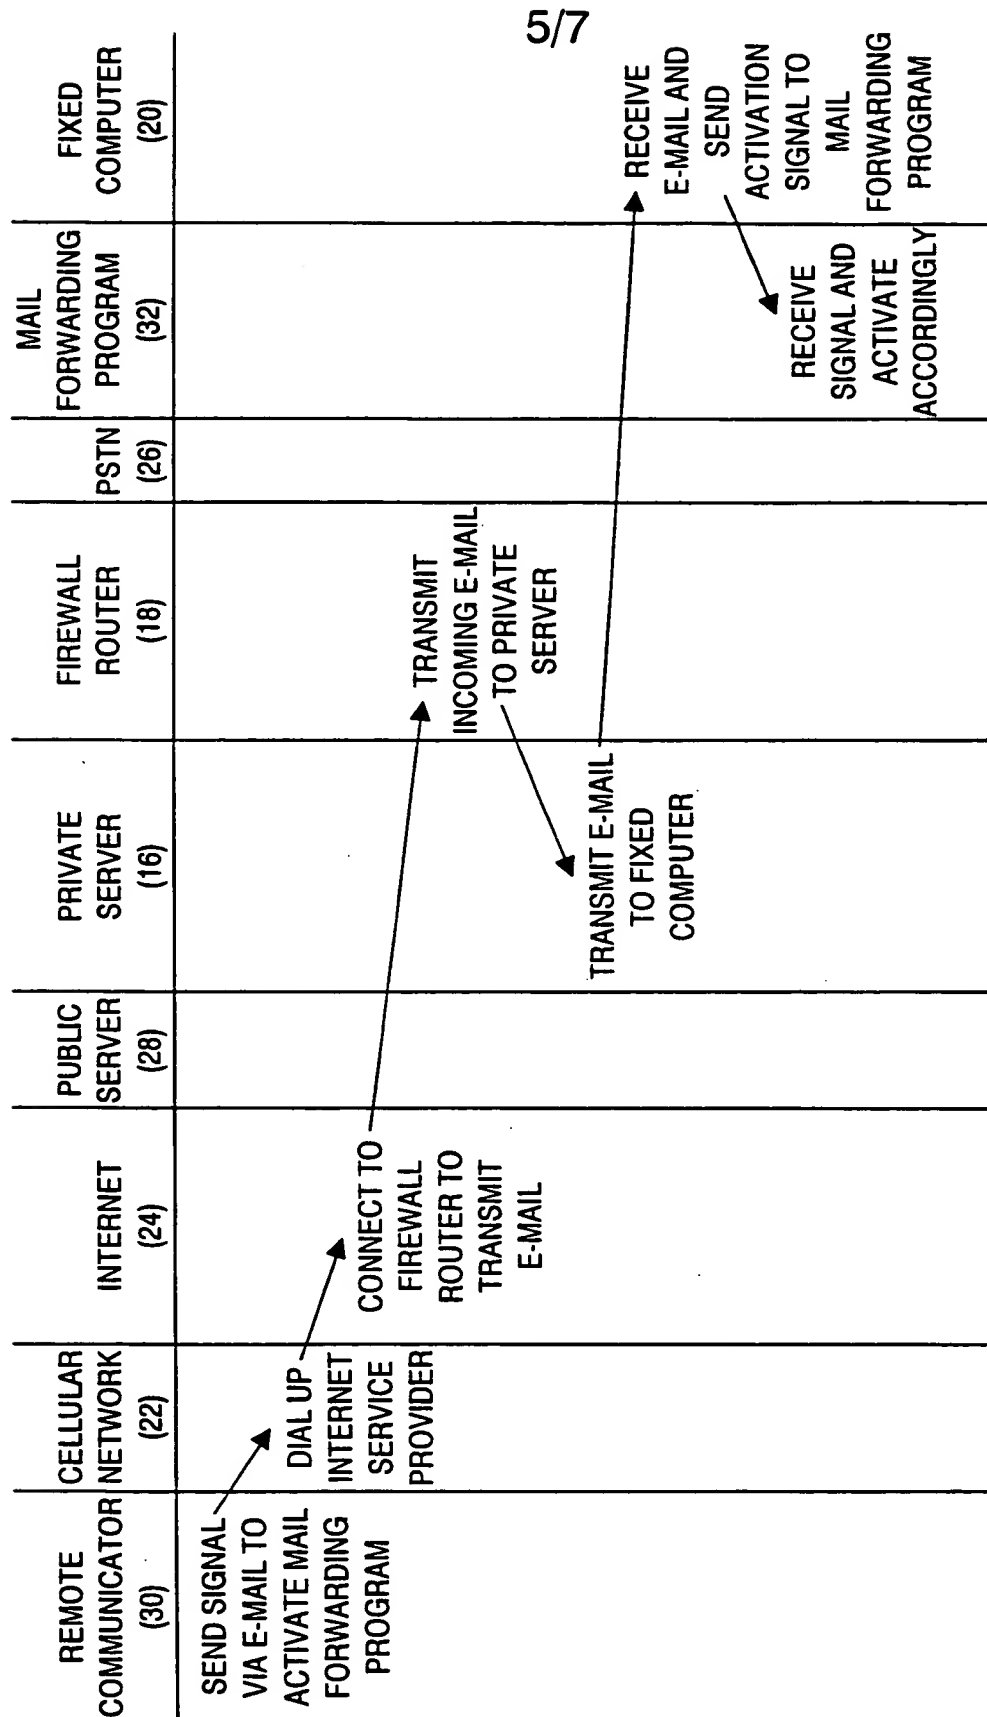 5/7
REMOTE
COMMUNICATOR
(30)
CELLULAR
NETWORK
(22)
INTERNET
(24)
PUBLIC
SERVER
(28)
PRIVATE
SERVER
(16)
FIREWALL
ROUTER
(18)
PSTN
(26)
MAIL
FORWARDING
PROGRAM
(32)
FIXED
COMPUTER
(20)
SEND SIGNAL
VIA E-MAIL TO
ACTIVATE MAIL
FORWARDING
PROGRAM
DIAL UP
INTERNET
SERVICE
PROVIDER
CONNECT TO
FIREWALL
ROUTER TO
TRANSMIT
E-MAIL
TRANSMIT
INCOMING E-MAIL
TO PRIVATE
SERVER
TRANSMIT E-MAIL
TO FIXED
COMPUTER
RECEIVE
E-MAIL AND
SEND
ACTIVATION
SIGNAL TO
MAIL
FORWARDING
PROGRAM
RECEIVE
SIGNAL AND
ACTIVATE
ACCORDINGLY